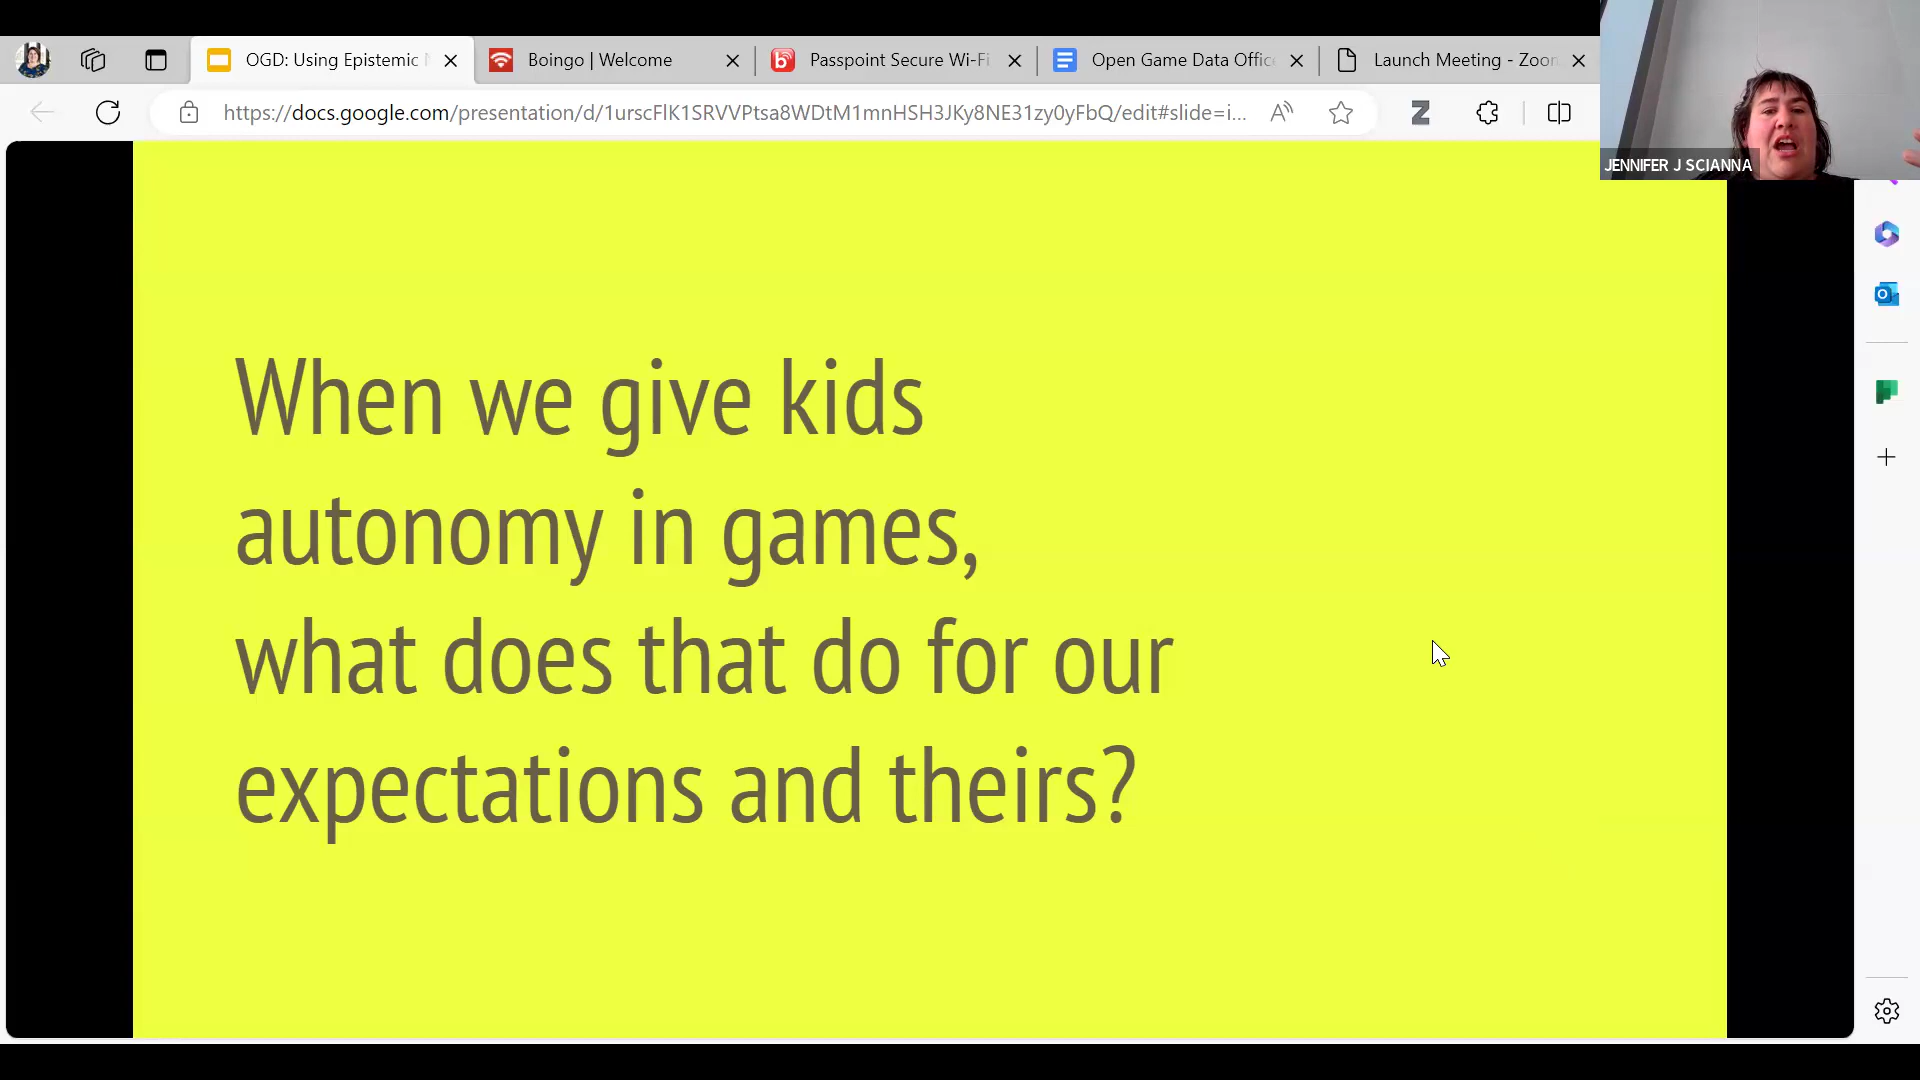 OGD: Using Epistemic
Boingo | Welcome
Passpoint Secure Wi-Fi
Open Game Data Offic
Launch Meeting - Zoom
https://docs.google.com/presentation/d/1urscFlK1SRVVPtsa8WDtM1mnHSH3JKy8NE31zy0yFbQ/edit#slide=i...
JENNIFER J SCIANNA
When we give kids
autonomy in games,
what does that do for our
expectations and theirs?